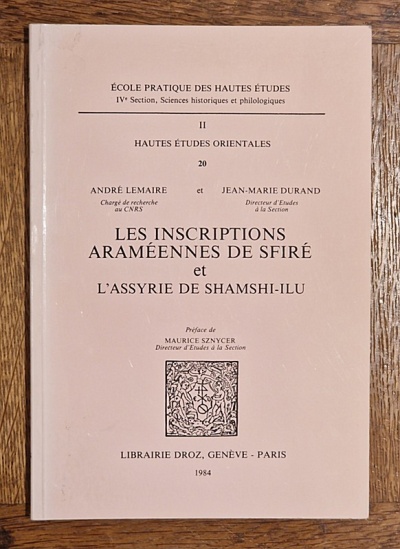 ÉCOLE PRATIQUE DES HAUTES ÉTUDES
IVe Section, Sciences historiques et philologiques
II
HAUTES ÉTUDES ORIENTALES
20
ANDRÉ LEMAIRE et JEAN-MARIE DURAND
Chargé de recherche Directeur d'Etudes
au CNRS à la Section
LES INSCRIPTIONS
ARAMÉENNES DE SFIRÉ
et
L'ASSYRIE DE SHAMSHI-ILU
Préface de
MAURICE SZNYCER
Directeur d'Etudes à la Section
LIBRAIRIE DROZ, GENÈVE - PARIS
1984